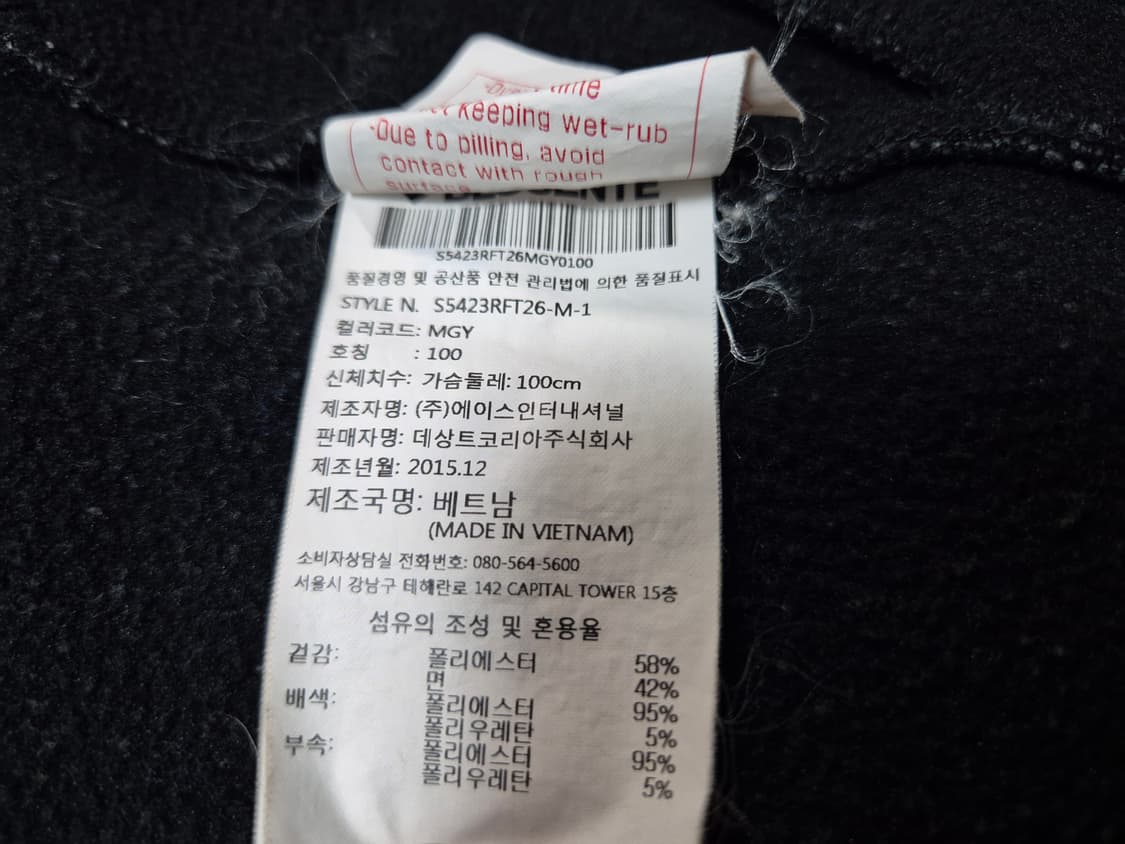 time
keeping wet-rub
·Due to pilling, avoid
contact with rough
surface
S5423RFT26MGY0100
품질경영 및 공산품 안전 관리법에 의한 품질표시
STYLE N. S5423RFT26-M-1
컬러코드: MGY
호칭 : 100
신체치수: 가슴둘레: 100cm
제조자명: (주)에이스인터내셔널
판매자명: 데상트코리아주식회사
제조년월: 2015.12
제조국명: 베트남
(MADE IN VIETNAM)
소비자상담실 전화번호: 080-564-5600
서울시 강남구 테해란로 142 CAPITAL TOWER 15층
섬유의 조성 및 혼용율
겉감: 폴리에스터 58%
면 42%
배색: 폴리에스터 95%
폴리우레탄 5%
부속: 폴리에스터 95%
폴리우레탄 5%